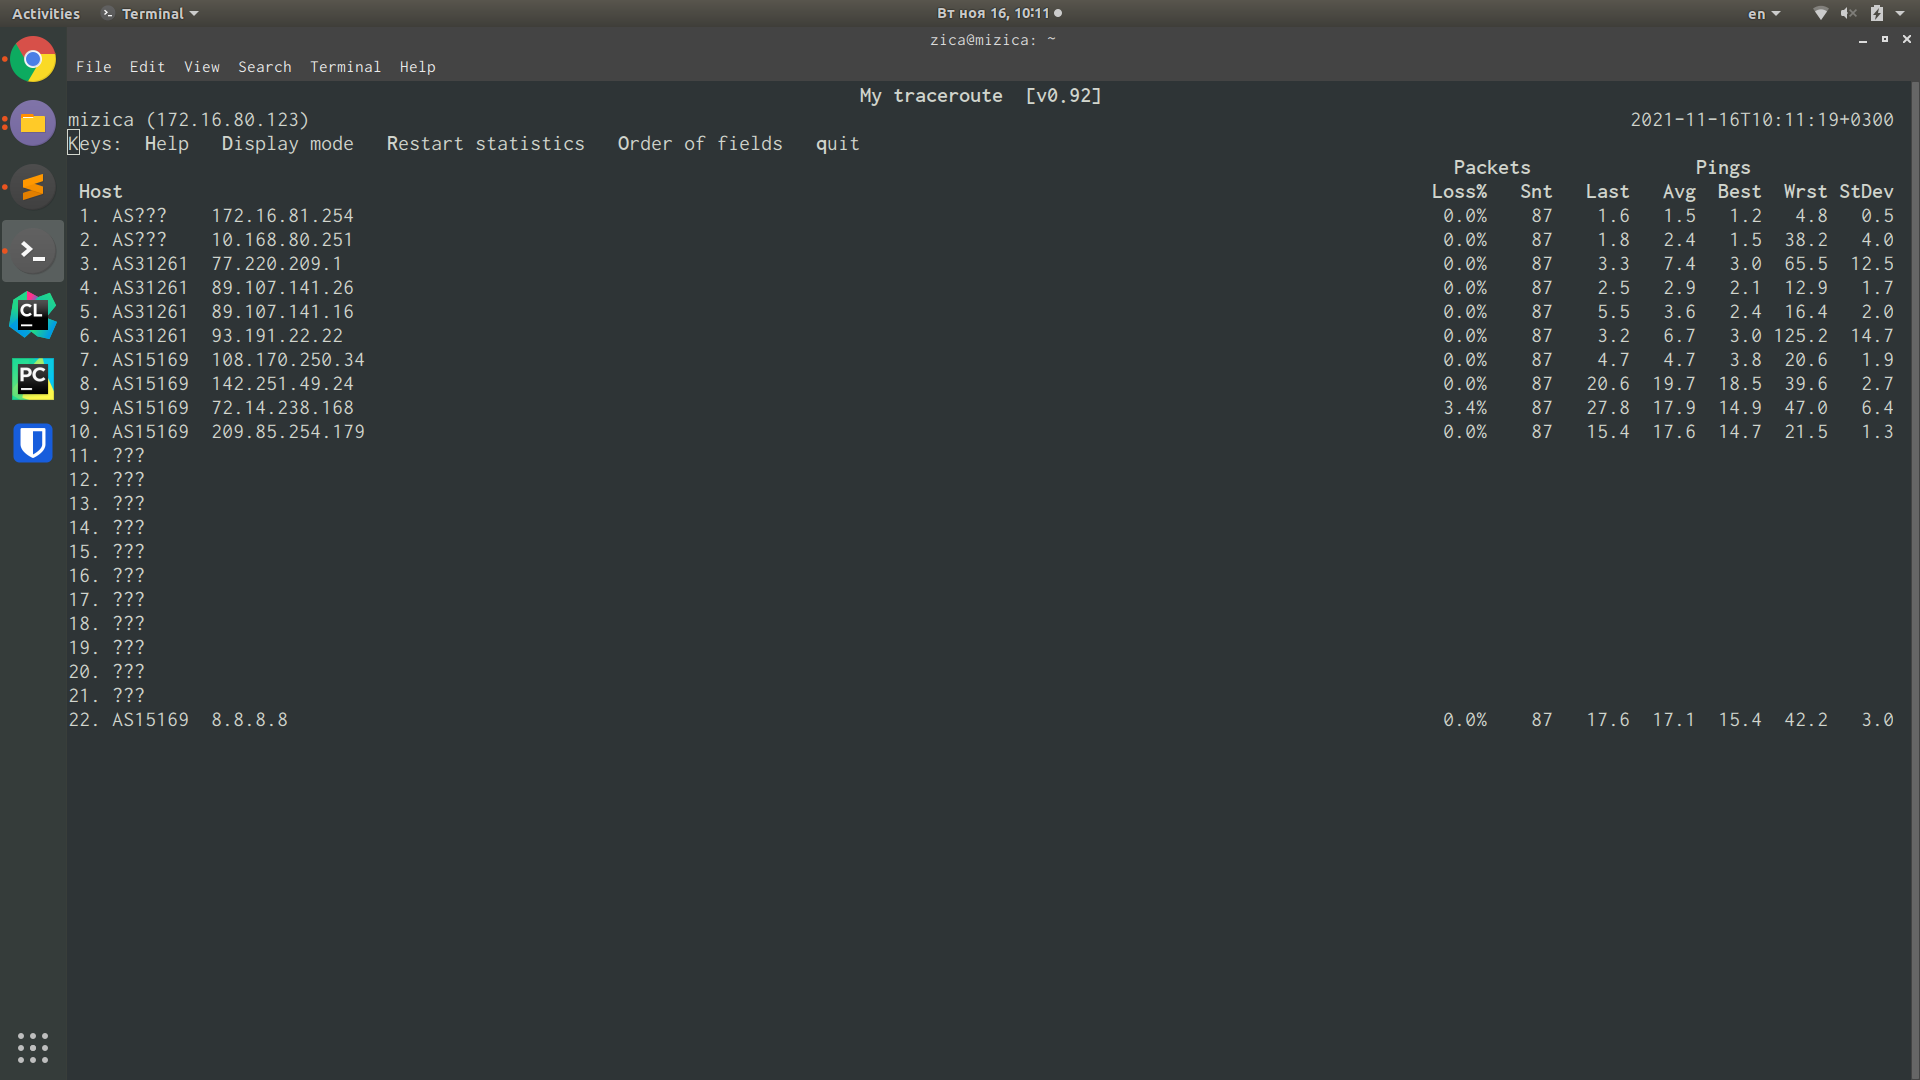 Activities Terminal Вт ноя 16, 10:11 en
zica@mizica: ~
File Edit View Search Terminal Help
My traceroute [v0.92]
mizica (172.16.80.123) 2021-11-16T10:11:19+0300
Keys: Help Display mode Restart statistics Order of fields quit
Packets Pings
Host Loss% Snt Last Avg Best Wrst StDev
1. AS??? 172.16.81.254 0.0% 87 1.6 1.5 1.2 4.8 0.5
2. AS??? 10.168.80.251 0.0% 87 1.8 2.4 1.5 38.2 4.0
3. AS31261 77.220.209.1 0.0% 87 3.3 7.4 3.0 65.5 12.5
4. AS31261 89.107.141.26 0.0% 87 2.5 2.9 2.1 12.9 1.7
5. AS31261 89.107.141.16 0.0% 87 5.5 3.6 2.4 16.4 2.0
6. AS31261 93.191.22.22 0.0% 87 3.2 6.7 3.0 125.2 14.7
7. AS15169 108.170.250.34 0.0% 87 4.7 4.7 3.8 20.6 1.9
8. AS15169 142.251.49.24 0.0% 87 20.6 19.7 18.5 39.6 2.7
9. AS15169 72.14.238.168 3.4% 87 27.8 17.9 14.9 47.0 6.4
10. AS15169 209.85.254.179 0.0% 87 15.4 17.6 14.7 21.5 1.3
11. ???
12. ???
13. ???
14. ???
15. ???
16. ???
17. ???
18. ???
19. ???
20. ???
21. ???
22. AS15169 8.8.8.8 0.0% 87 17.6 17.1 15.4 42.2 3.0
CL
PC